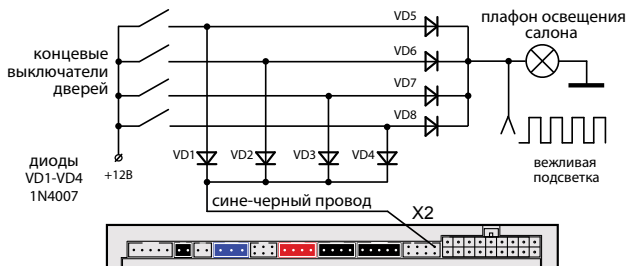 VD5
плафон освещения
салона
концевые
выключатели
дверей
VD6
VD7
VD8
диоды
VD1-VD4
1N4007
+12В
VD1
VD2
VD3
VD4
вежливая
подсветка
сине-черный провод
X2